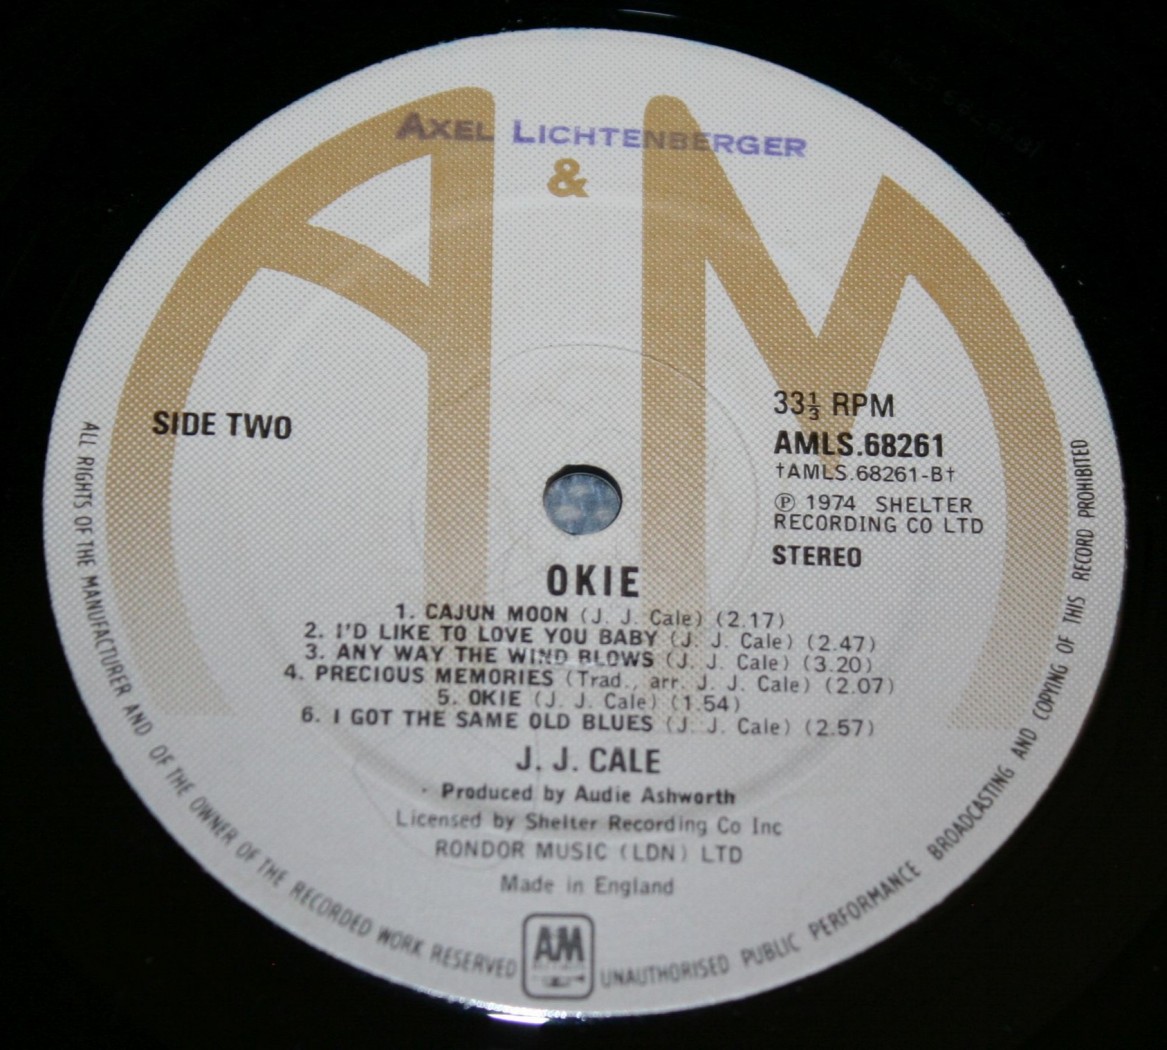 AXEL LICHTENBERGER
A & M
SIDE TWO
33⅓ RPM
AMLS.68261
†AMLS.68261-B†
Ⓟ 1974 SHELTER
RECORDING CO LTD
STEREO
OKIE
1. CAJUN MOON (J. J. Cale) (2.17)
2. I'D LIKE TO LOVE YOU BABY (J. J. Cale) (2.47)
3. ANY WAY THE WIND BLOWS (J. J. Cale) (3.20)
4. PRECIOUS MEMORIES (Trad., arr. J. J. Cale) (2.07)
5. OKIE (J. J. Cale) (1.54)
6. I GOT THE SAME OLD BLUES (J. J. Cale) (2.57)
J. J. CALE
Produced by Audie Ashworth
Licensed by Shelter Recording Co Inc
RONDOR MUSIC (LDN) LTD
Made in England
AM
ALL RIGHTS OF THE MANUFACTURER AND OF THE OWNER OF THE RECORDED WORK RESERVED
UNAUTHORISED PUBLIC PERFORMANCE BROADCASTING AND COPYING OF THIS RECORD PROHIBITED